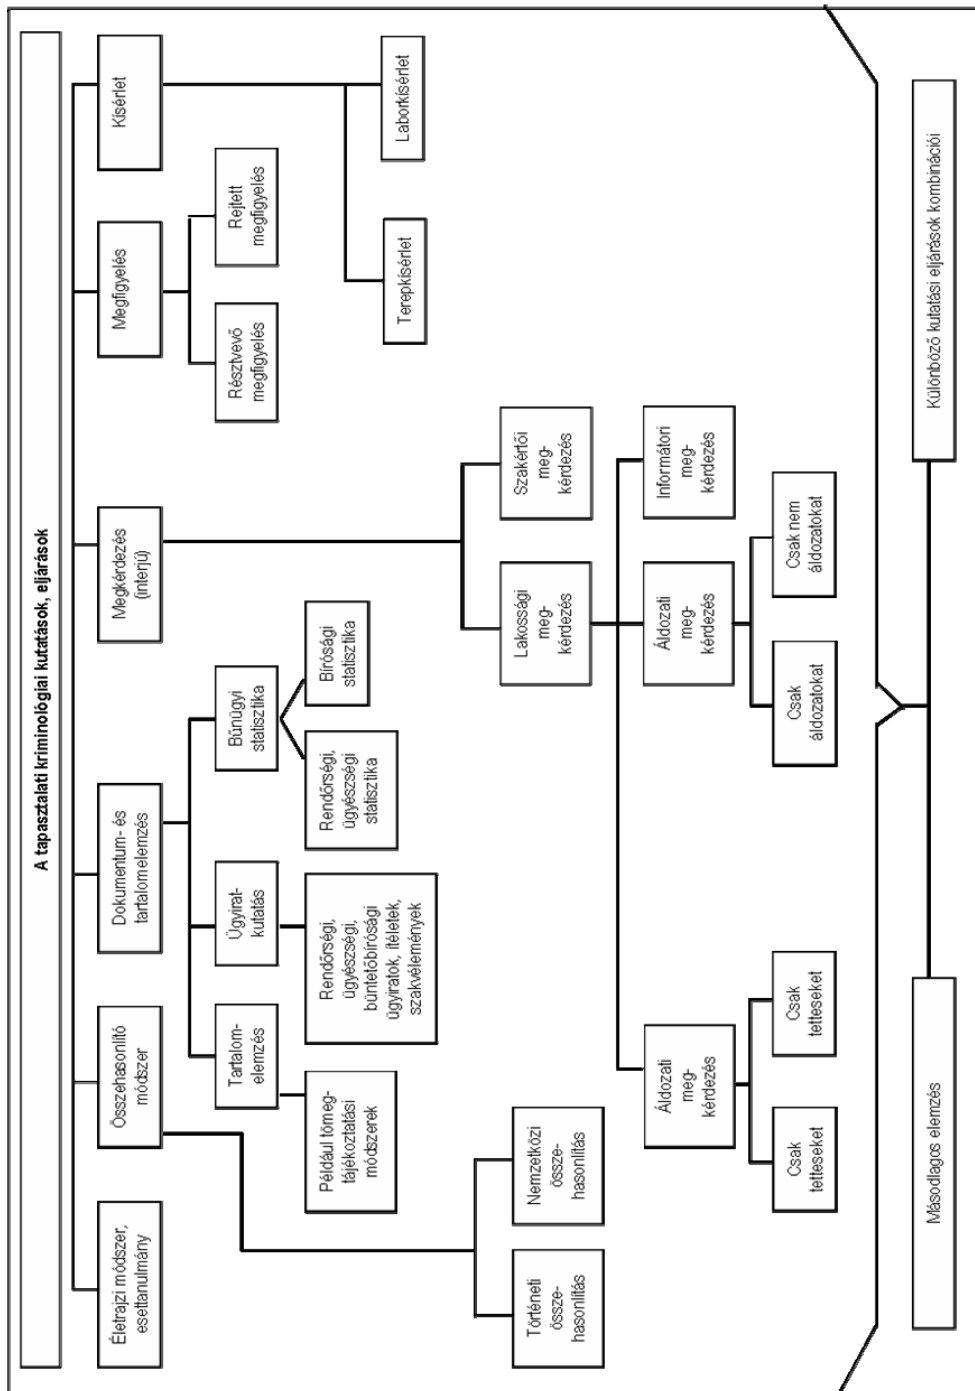 A tapasztalati kriminológiai kutatások, eljárások
Életrajzi módszer,
esettanulmány
Összehasonlító
módszer
Dokumentum- és
tartalomelemzés
Megkérdezés
(interjú)
Megfigyelés
Kísérlet
Tartalom-
elemzés
Ügyirat-
kutatás
Bűnügyi
statisztika
Résztvevő
megfigyelés
Rejtett
megfigyelés
Például tömeg-
tájékoztatási
módszerek
Rendőrségi,
ügyészségi,
büntetőbírósági
ügyiratok, ítéletek,
szakvélemények
Rendőrségi,
ügyészségi
statisztika
Bírósági
statisztika
Terepkísérlet
Laborkísérlet
Történeti
össze-
hasonlítás
Nemzetközi
össze-
hasonlítás
Lakossági
meg-
kérdezés
Szakértői
meg-
kérdezés
Áldozati
meg-
kérdezés
Áldozati
meg-
kérdezés
Informátori
meg-
kérdezés
Csak
tetteseket
Csak
tetteseket
Csak
áldozatokat
Csak nem
áldozatokat
Másodlagos elemzés
Különböző kutatási eljárások kombinációi